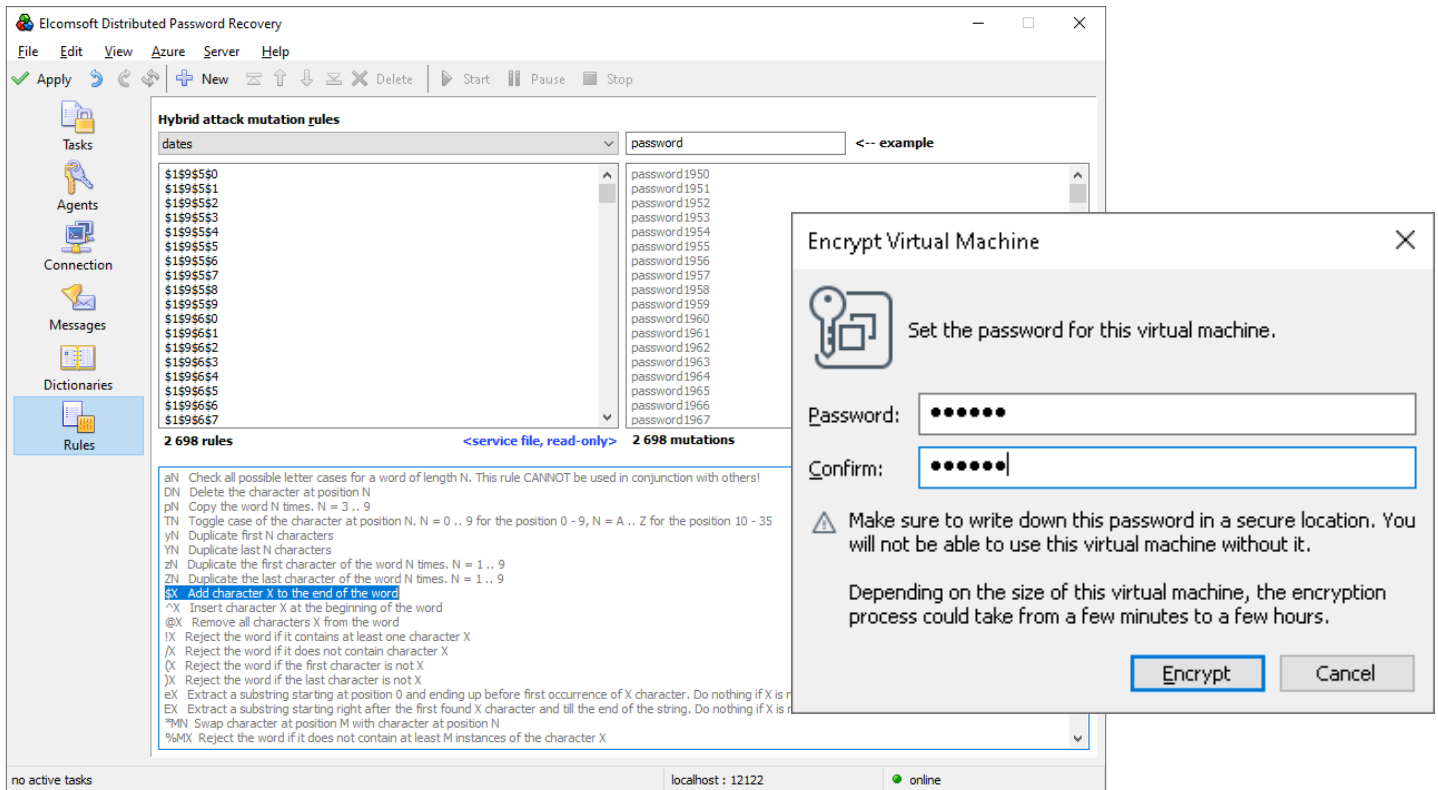 Elcomsoft Distributed Password Recovery
File Edit View Azure Server Help
Apply New Delete Start Pause Stop
Tasks
Agents
Connection
Messages
Dictionaries
Rules
Hybrid attack mutation rules
dates
password <-- example
$1$9$5$0
$1$9$5$1
$1$9$5$2
$1$9$5$3
$1$9$5$4
$1$9$5$5
$1$9$5$6
$1$9$5$7
$1$9$5$8
$1$9$5$9
$1$9$6$0
$1$9$6$1
$1$9$6$2
$1$9$6$3
$1$9$6$4
$1$9$6$5
$1$9$6$6
$1$9$6$7
password1950
password1951
password1952
password1953
password1954
password1955
password1956
password1957
password1958
password1959
password1960
password1961
password1962
password1963
password1964
password1965
password1966
password1967
2 698 rules <service file, read-only> 2 698 mutations
aN Check all possible letter cases for a word of length N. This rule CANNOT be used in conjunction with others!
DN Delete the character at position N
pN Copy the word N times. N = 3 .. 9
TN Toggle case of the character at position N. N = 0 .. 9 for the position 0 - 9, N = A .. Z for the position 10 - 35
yN Duplicate first N characters
YN Duplicate last N characters
zN Duplicate the first character of the word N times. N = 1 .. 9
ZN Duplicate the last character of the word N times. N = 1 .. 9
$X Add character X to the end of the word
^X Insert character X at the beginning of the word
@X Remove all characters X from the word
!X Reject the word if it contains at least one character X
/X Reject the word if it does not contain character X
(X Reject the word if the first character is not X
)X Reject the word if the last character is not X
eX Extract a substring starting at position 0 and ending up before first occurrence of X character. Do nothing if X is
EX Extract a substring starting right after the first found X character and till the end of the string. Do nothing if X is
*MN Swap character at position M with character at position N
%MX Reject the word if it does not contain at least M instances of the character X
no active tasks localhost : 12122 online
Encrypt Virtual Machine
Set the password for this virtual machine.
Password: ●●●●●●
Confirm: ●●●●●●
Make sure to write down this password in a secure location. You
will not be able to use this virtual machine without it.
Depending on the size of this virtual machine, the encryption
process could take from a few minutes to a few hours.
Encrypt Cancel